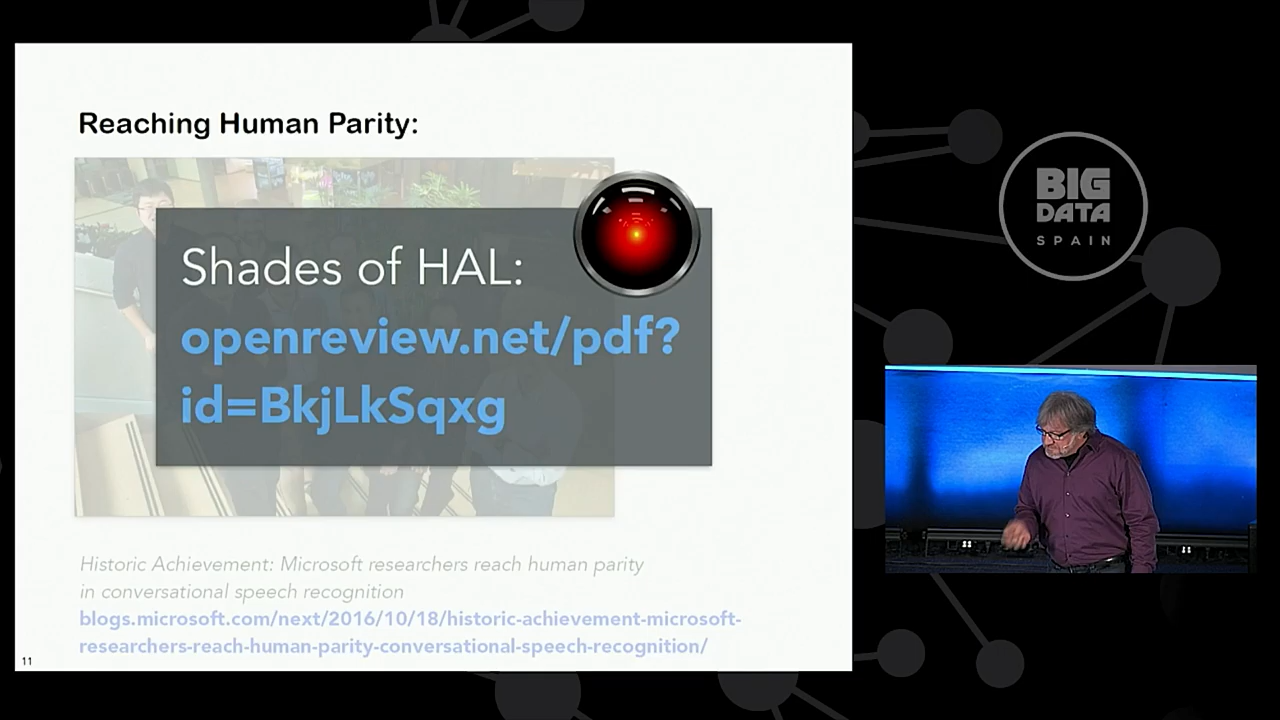 Reaching Human Parity:
Shades of HAL:
openreview.net/pdf?
id=BkjLkSqxg
Historic Achievement: Microsoft researchers reach human parity
in conversational speech recognition
blogs.microsoft.com/next/2016/10/18/historic-achievement-microsoft-
researchers-reach-human-parity-conversational-speech-recognition/
11
BIG
DATA
SPAIN